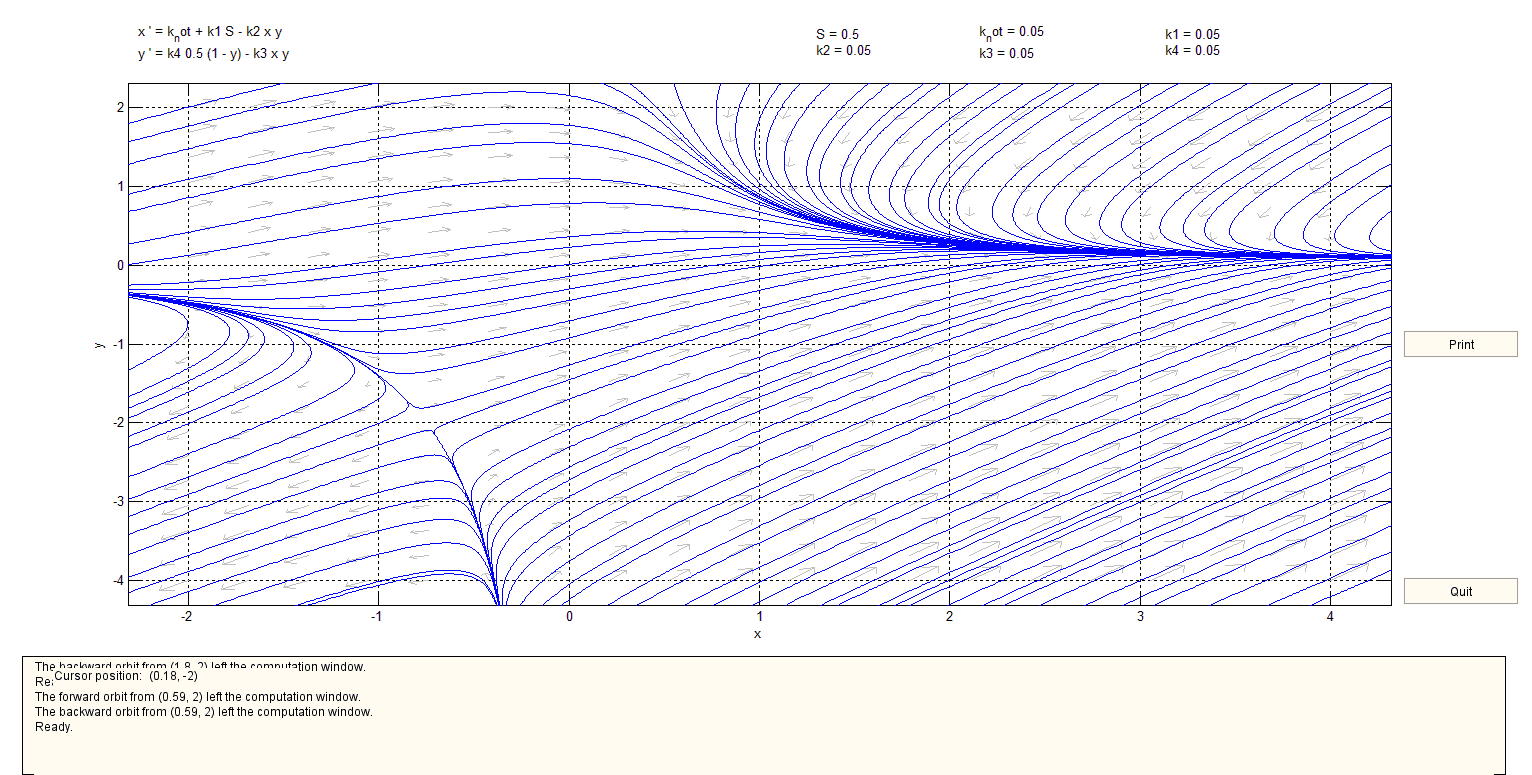 x ' = k_not + k1 S - k2 x y
y ' = k4 0.5 (1 - y) - k3 x y
S = 0.5
k2 = 0.05
k_not = 0.05
k3 = 0.05
k1 = 0.05
k4 = 0.05
2
1
0
-1
-2
-3
-4
y
-2 -1 0 1 2 3 4
x
Print
Quit
The backward orbit from (1.8, 2) left the computation window.
Cursor position: (0.18, -2)
The forward orbit from (0.59, 2) left the computation window.
The backward orbit from (0.59, 2) left the computation window.
Ready.